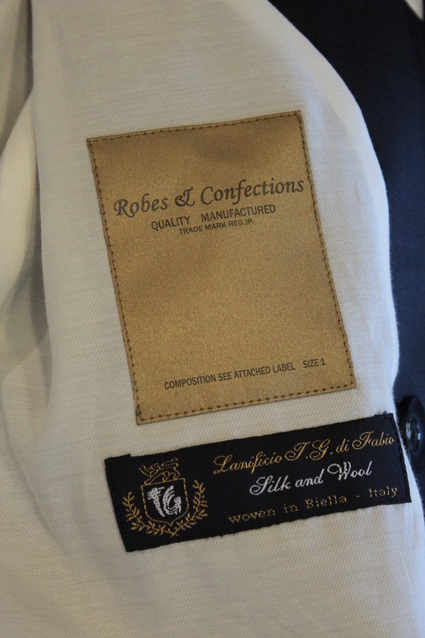 Robes & Confections
QUALITY MANUFACTURED
TRADE MARK REG.JP.
COMPOSITION SEE ATTACHED LABEL SIZE 1
TG
Lanificio T.G. di Fabio
Silk and Wool
woven in Biella - Italy